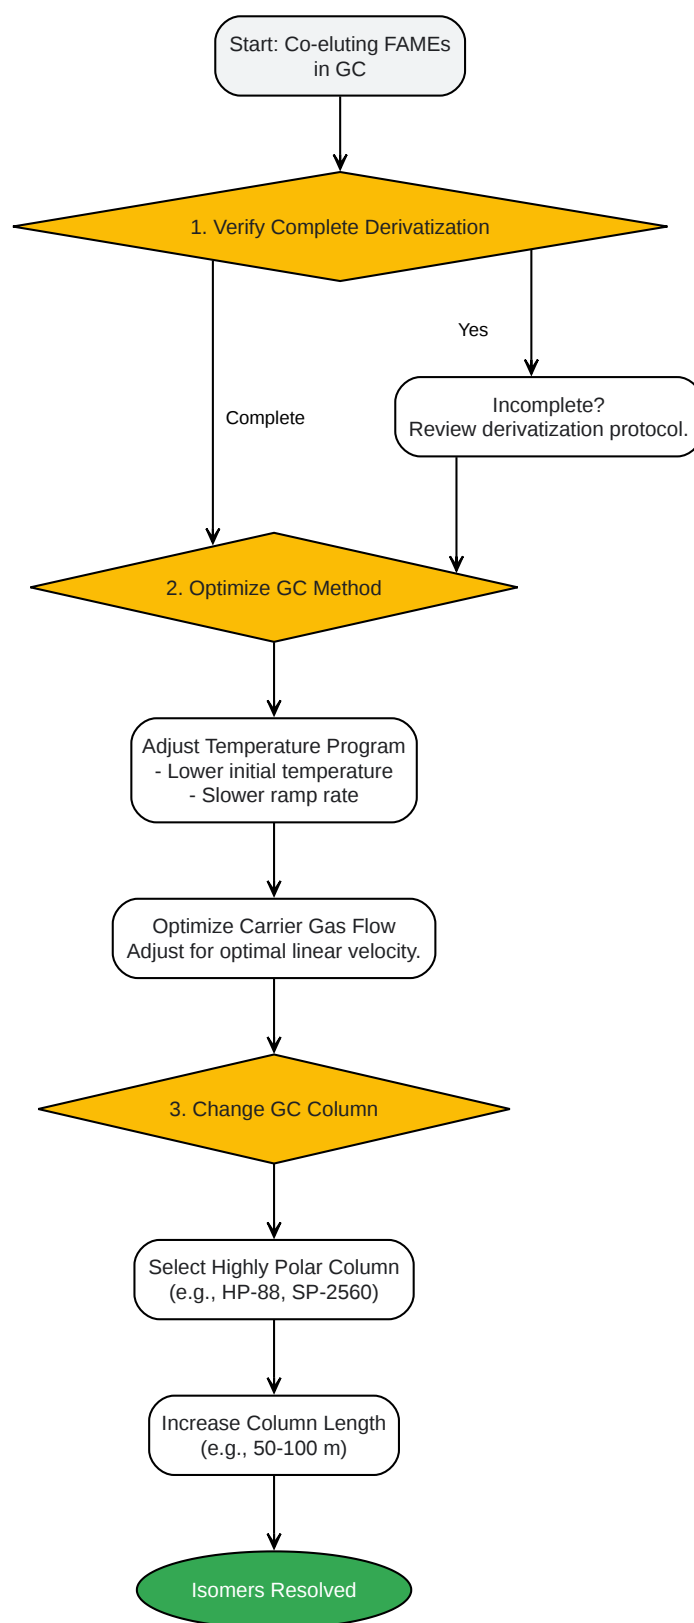 Start: Co-eluting FAMEs
in GC
1. Verify Complete Derivatization
Yes
Incomplete?
Review derivatization protocol.
Complete
2. Optimize GC Method
Adjust Temperature Program
- Lower initial temperature
- Slower ramp rate
Optimize Carrier Gas Flow
Adjust for optimal linear velocity.
3. Change GC Column
Select Highly Polar Column
(e.g., HP-88, SP-2560)
Increase Column Length
(e.g., 50-100 m)
Isomers Resolved